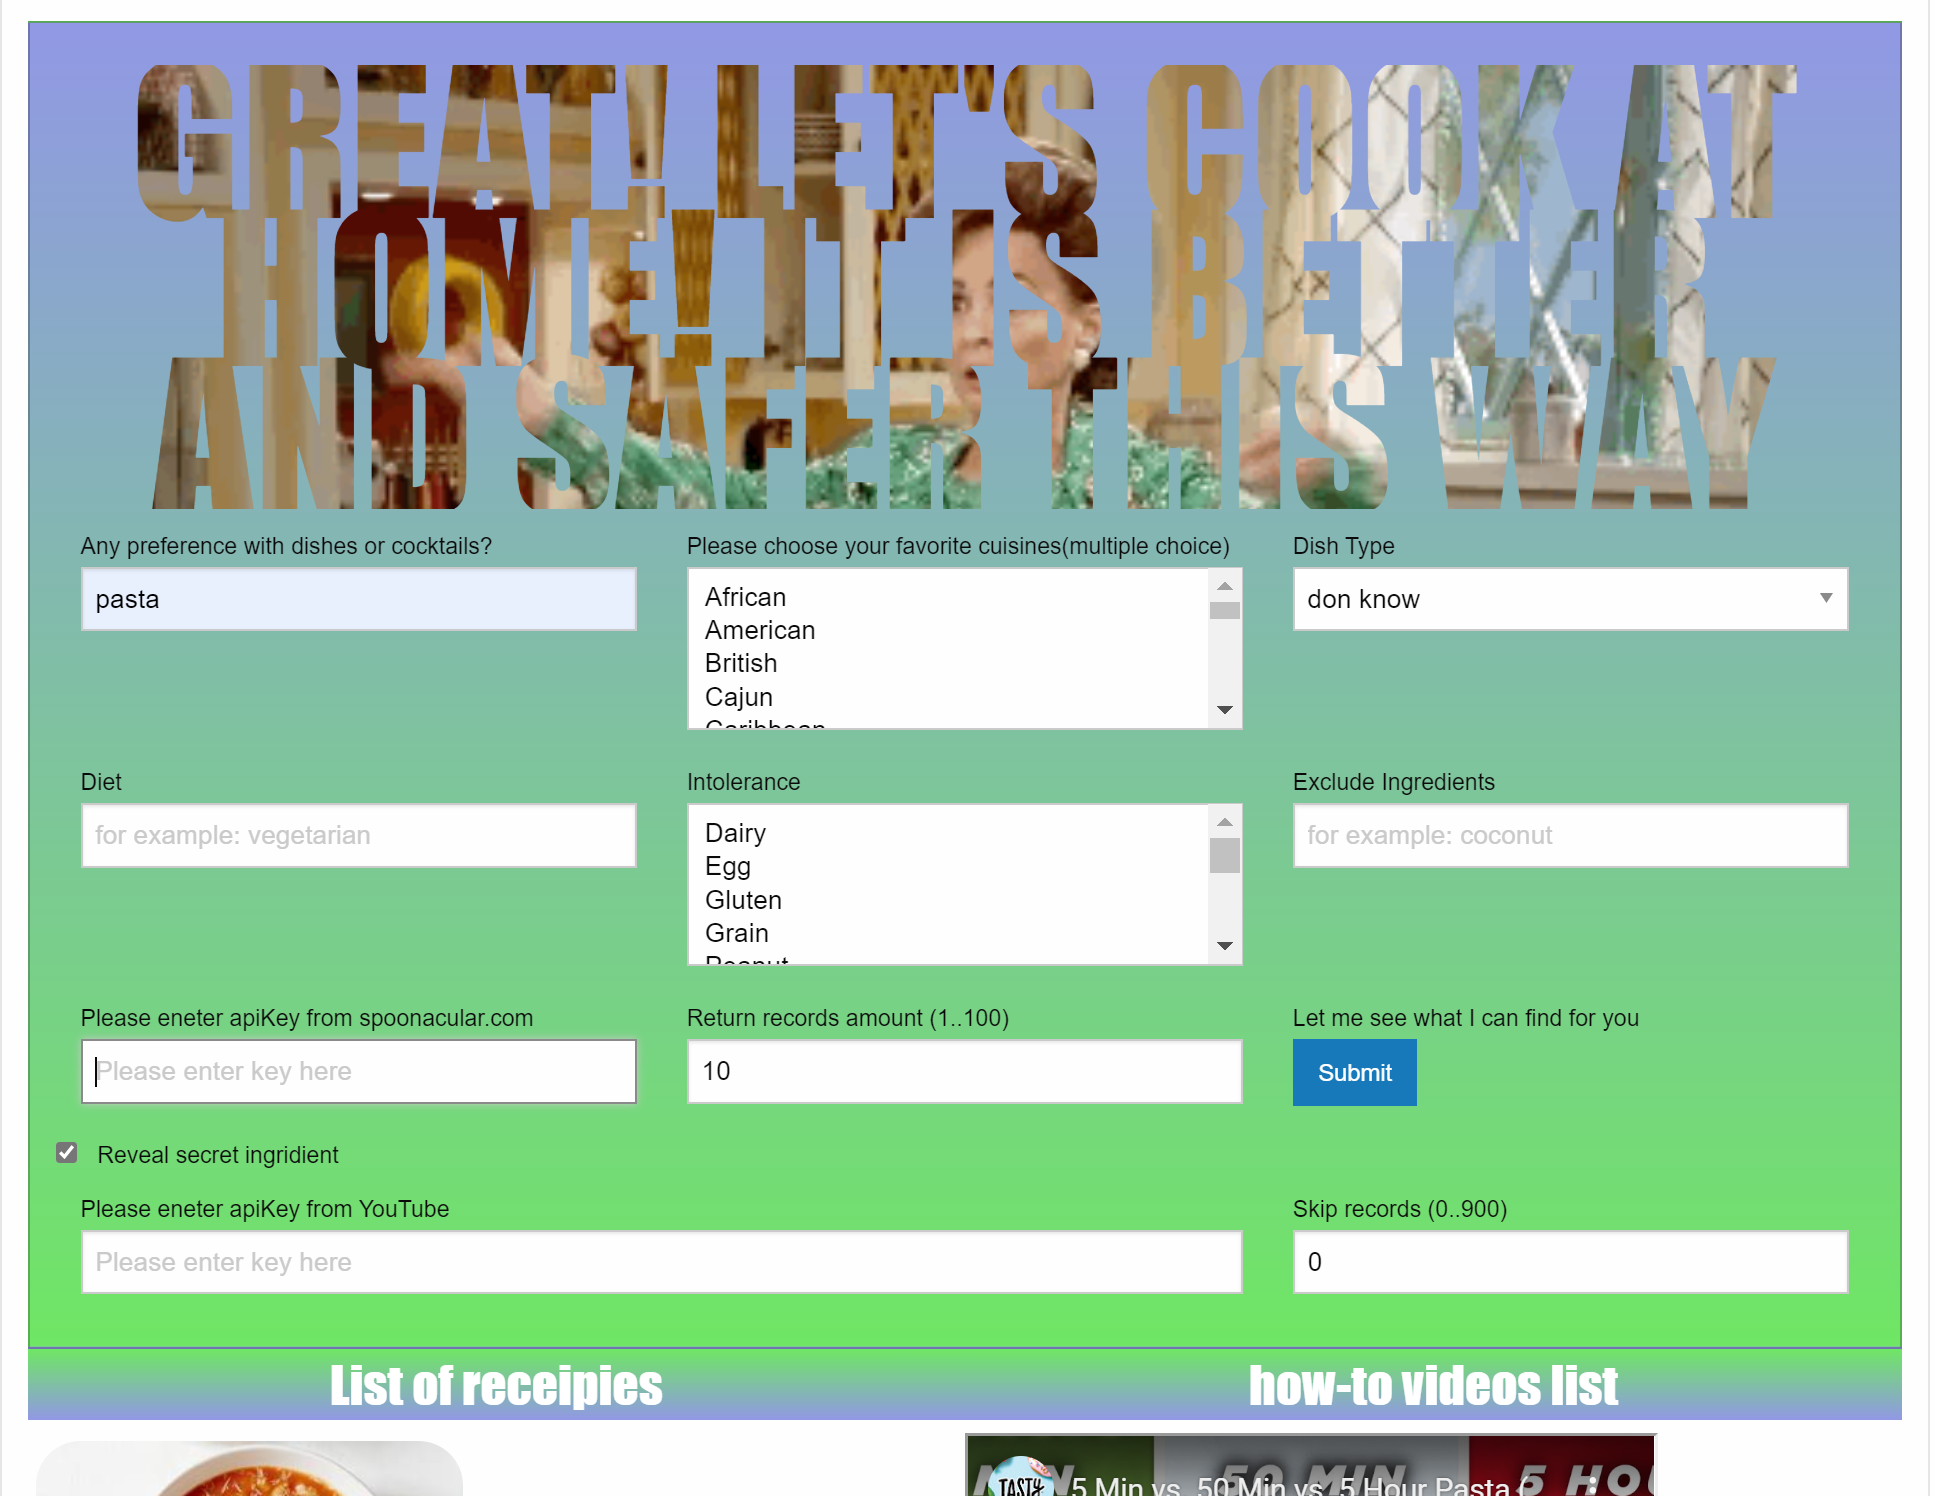 GREAT! LET'S COOK AT
HOME! IT IS BETTER
AND SAFER THIS WAY
Any preference with dishes or cocktails?
pasta
Please choose your favorite cuisines(multiple choice)
African
American
British
Cajun
Caribbean
Dish Type
don know
Diet
for example: vegetarian
Intolerance
Dairy
Egg
Gluten
Grain
Peanut
Exclude Ingredients
for example: coconut
Please eneter apiKey from spoonacular.com
Please enter key here
Return records amount (1..100)
10
Let me see what I can find for you
Submit
Reveal secret ingridient
Please eneter apiKey from YouTube
Please enter key here
Skip records (0..900)
0
List of receipies
how-to videos list
TASTY
5 Min vs. 50 Min vs. 5 Hour Pasta
MIN
50 MIN
5 HOU